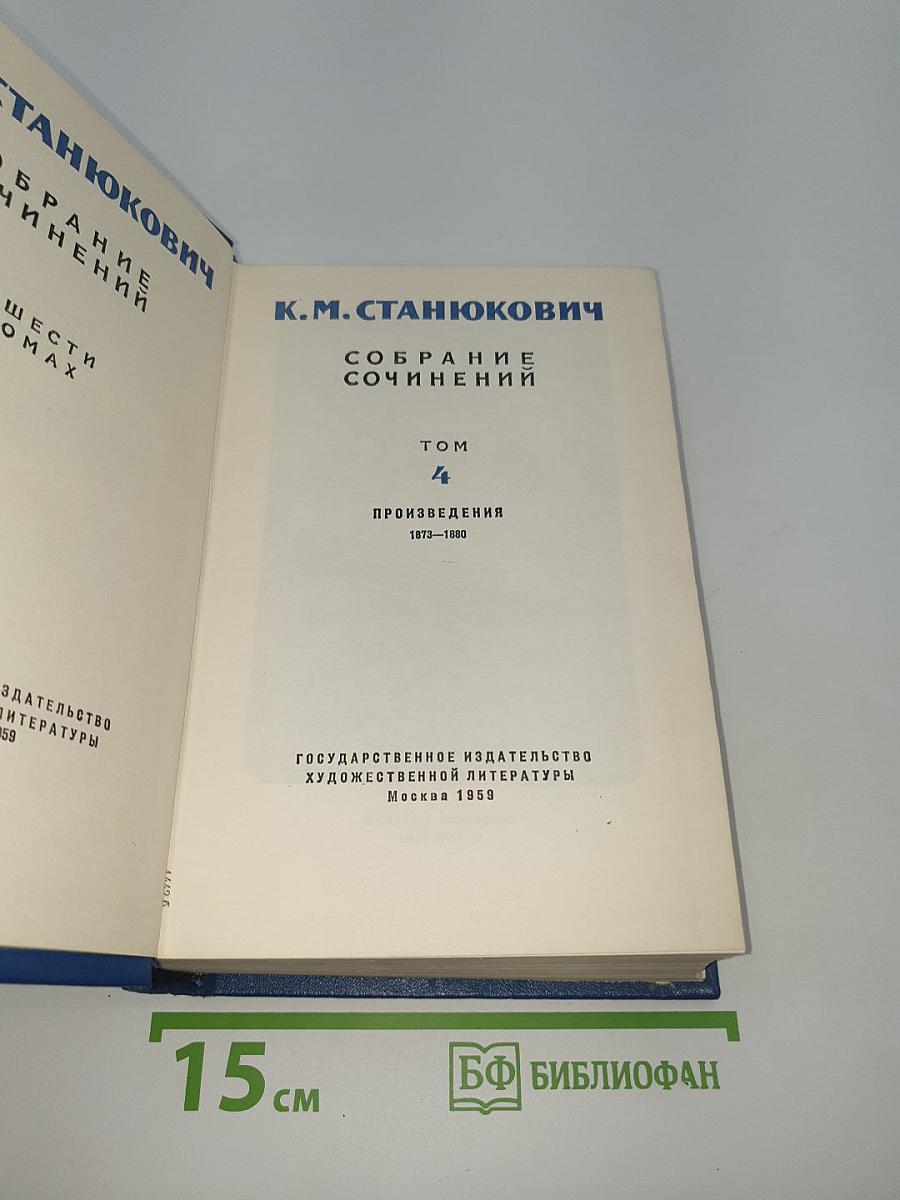 СТАНЮКОВИЧ
ОБРАНИЕ
ЧИНЕНИЙ
ШЕСТИ
ОМАХ
ЗДАТЕЛЬСТВО
ЛИТЕРАТУРЫ
959
К.М.СТАНЮКОВИЧ
СОБРАНИЕ
СОЧИНЕНИЙ
ТОМ
4
ПРОИЗВЕДЕНИЯ
1873—1880
ГОСУДАРСТВЕННОЕ ИЗДАТЕЛЬСТВО
ХУДОЖЕСТВЕННОЙ ЛИТЕРАТУРЫ
Москва 1959
15 см
БФ БИБЛИОФАН